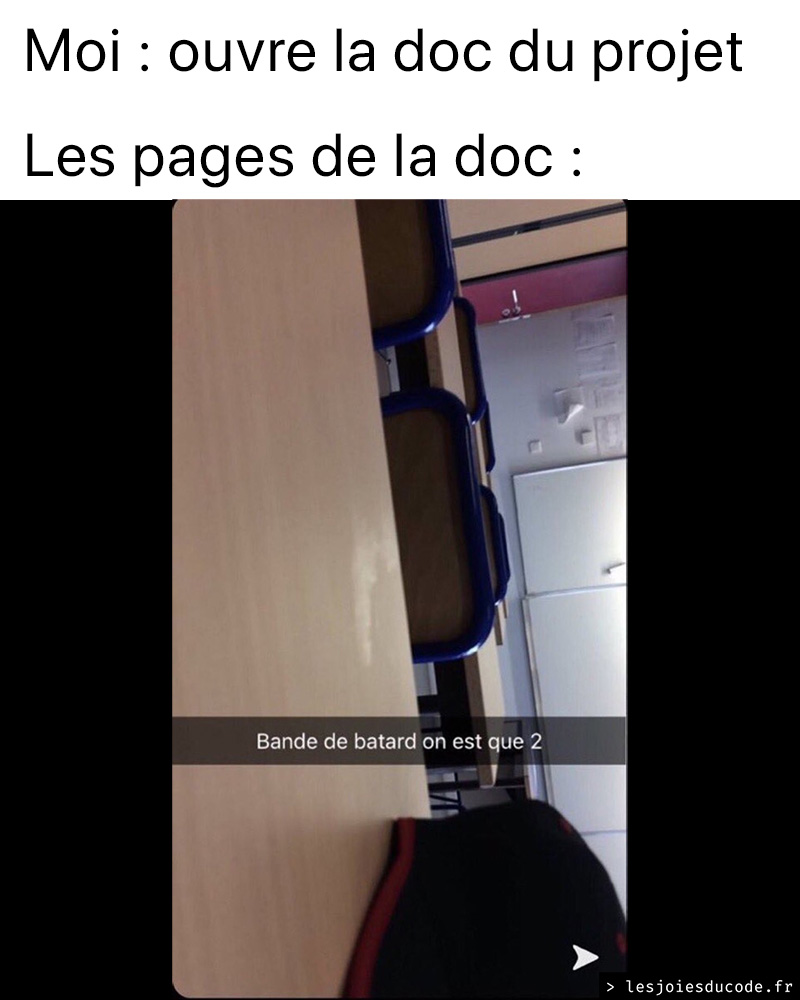 Moi : ouvre la doc du projet
Les pages de la doc :
Bande de batard on est que 2
> lesjoiesducode.fr